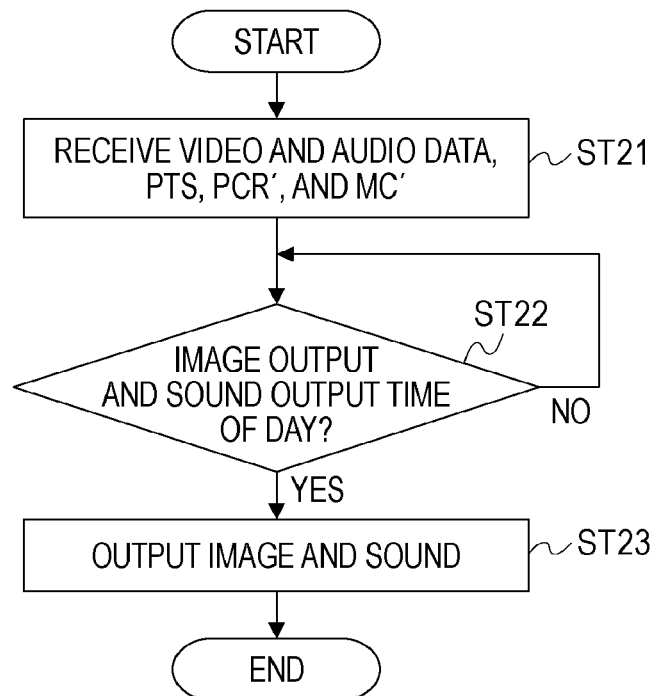 START
RECEIVE VIDEO AND AUDIO DATA,
PTS, PCR´, AND MC´
ST21
ST22
IMAGE OUTPUT
AND SOUND OUTPUT TIME
OF DAY?
NO
YES
OUTPUT IMAGE AND SOUND
ST23
END